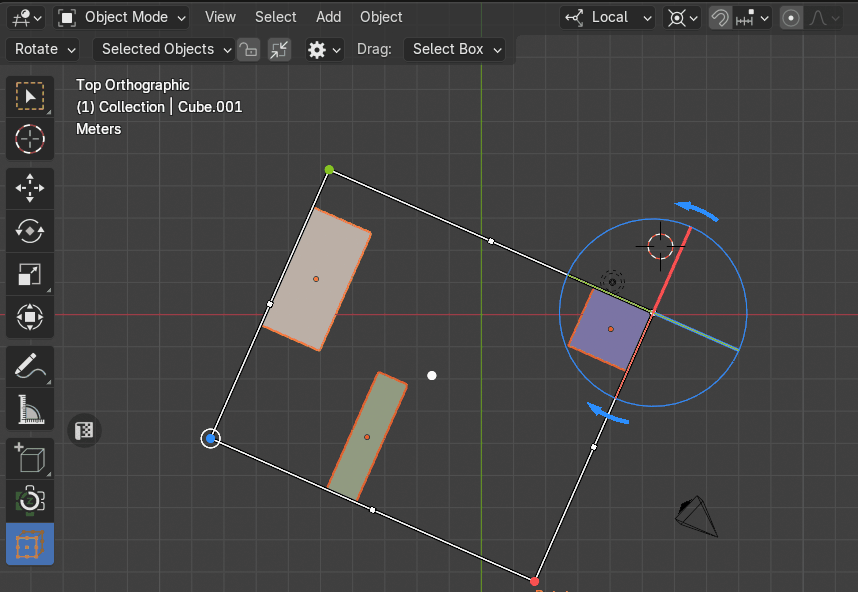 Object Mode View Select Add Object Local
Rotate Selected Objects Drag: Select Box
Top Orthographic
(1) Collection | Cube.001
Meters